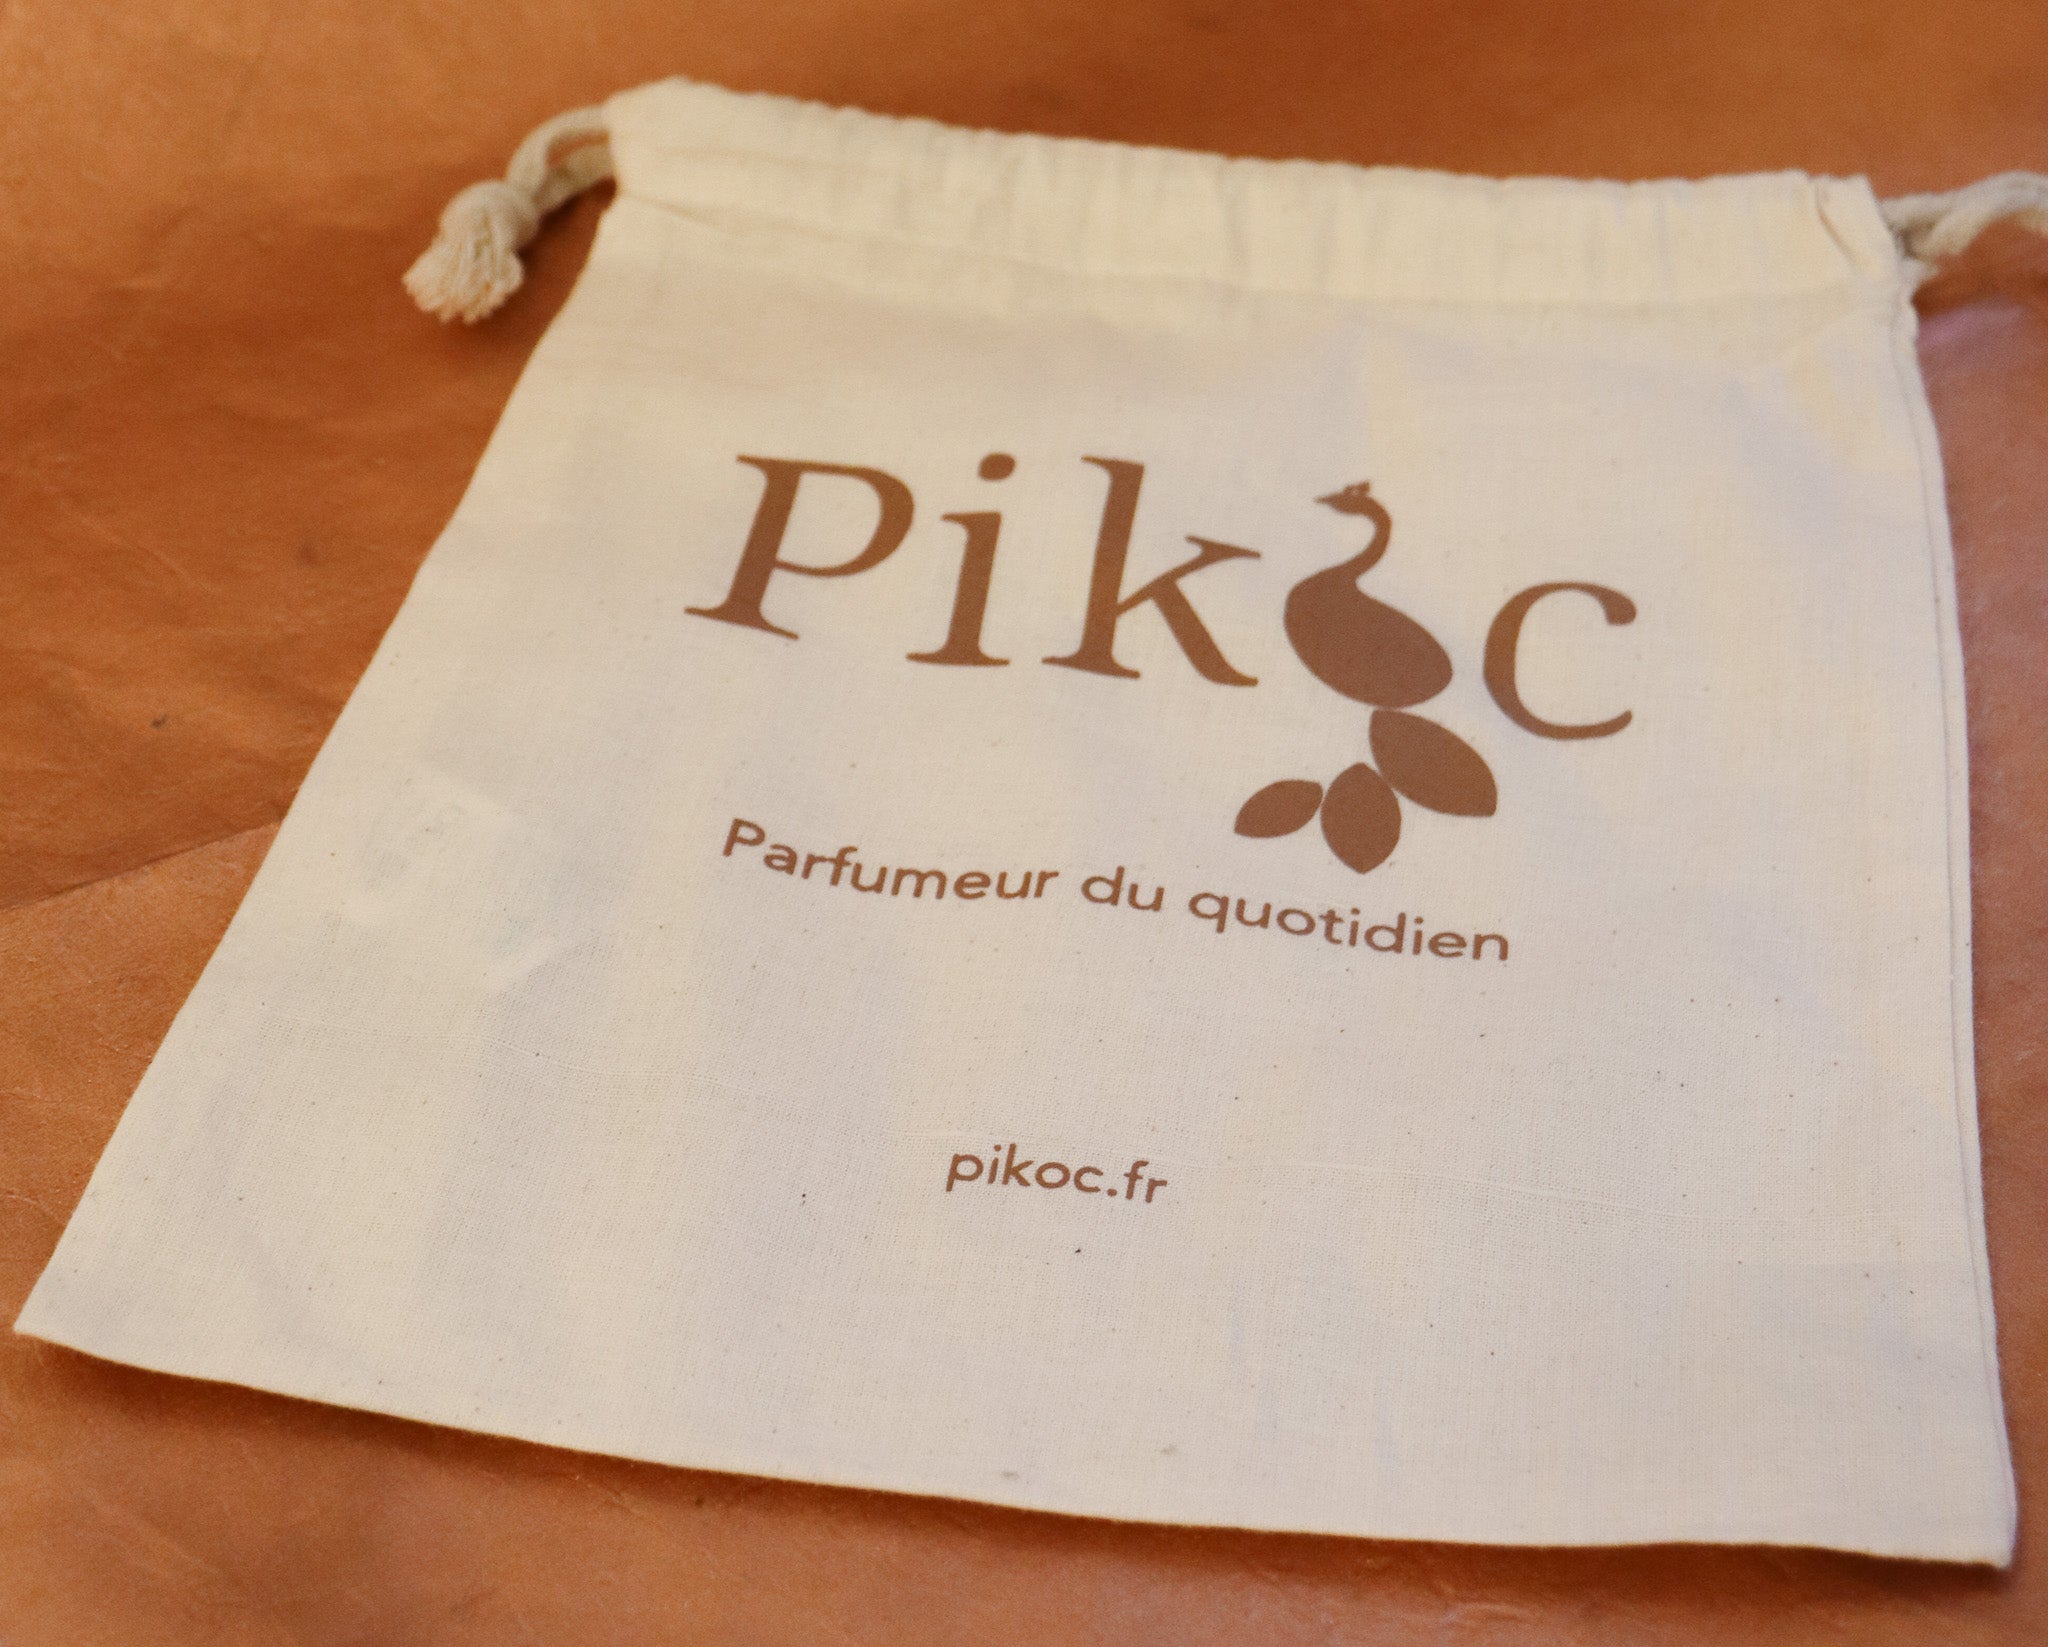 Pikoc
Parfumeur du quotidien
pikoc.fr